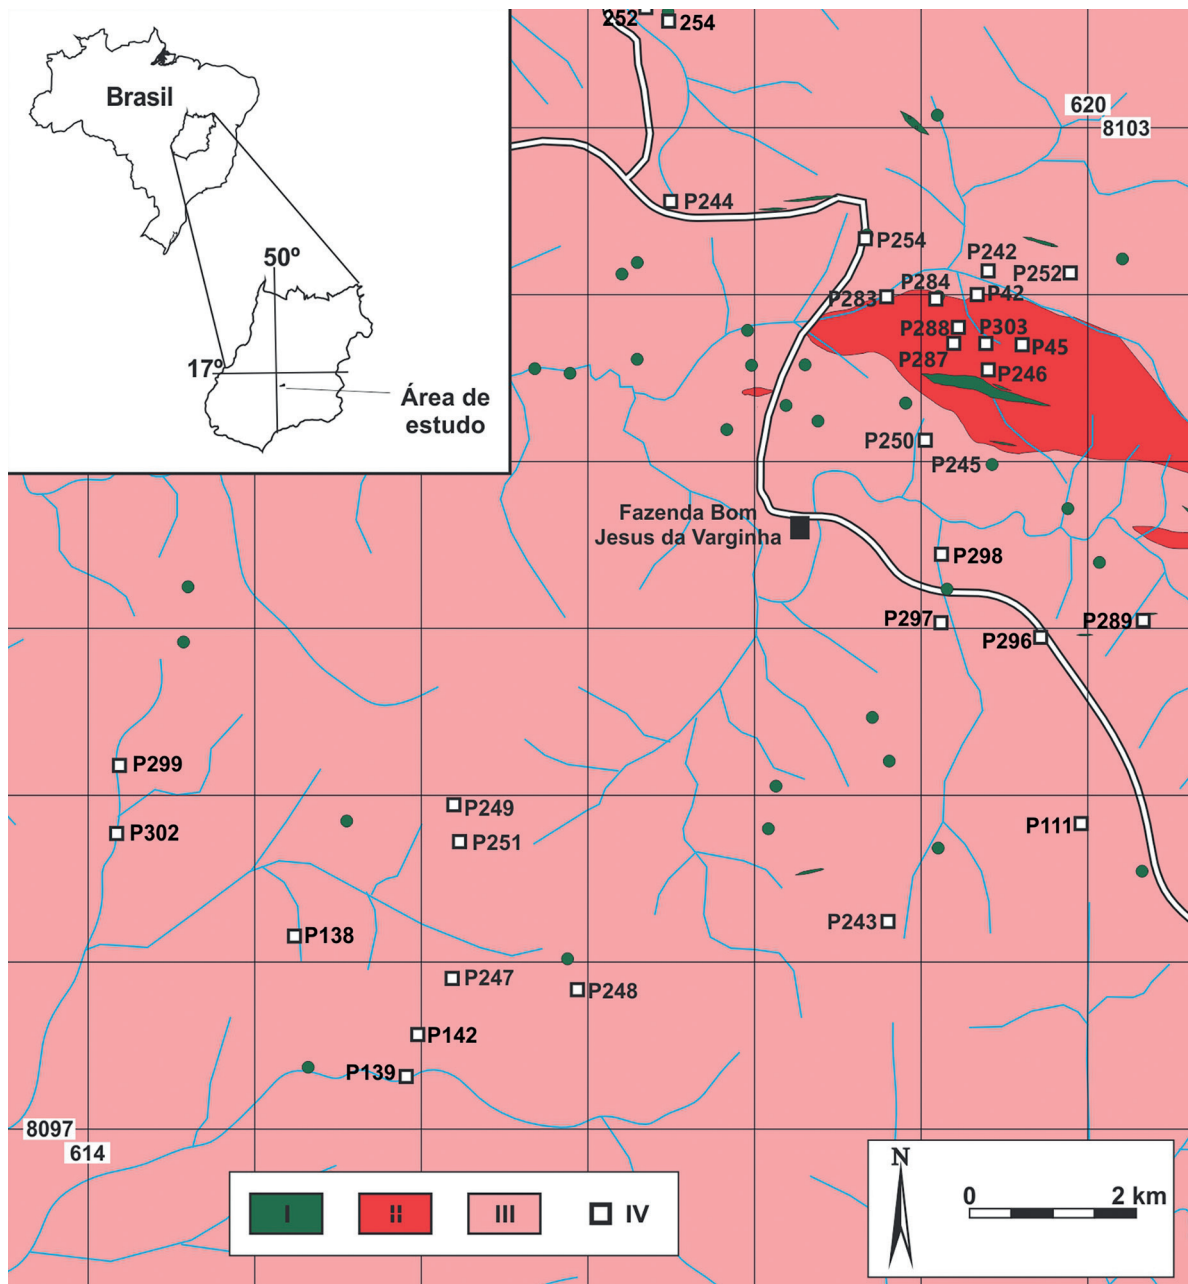 252
254
Brasil
620
8103
50º
17º
Área de
estudo
P244
P254
P242
P252
P284
P283
P42
P288
P303
P45
P287
P246
P250
P245
Fazenda Bom
Jesus da Varginha
P298
P297
P289
P296
P299
P249
P302
P251
P111
P138
P243
P247
P248
P142
P139
8097
614
I
II
III
IV
N
0
2 km